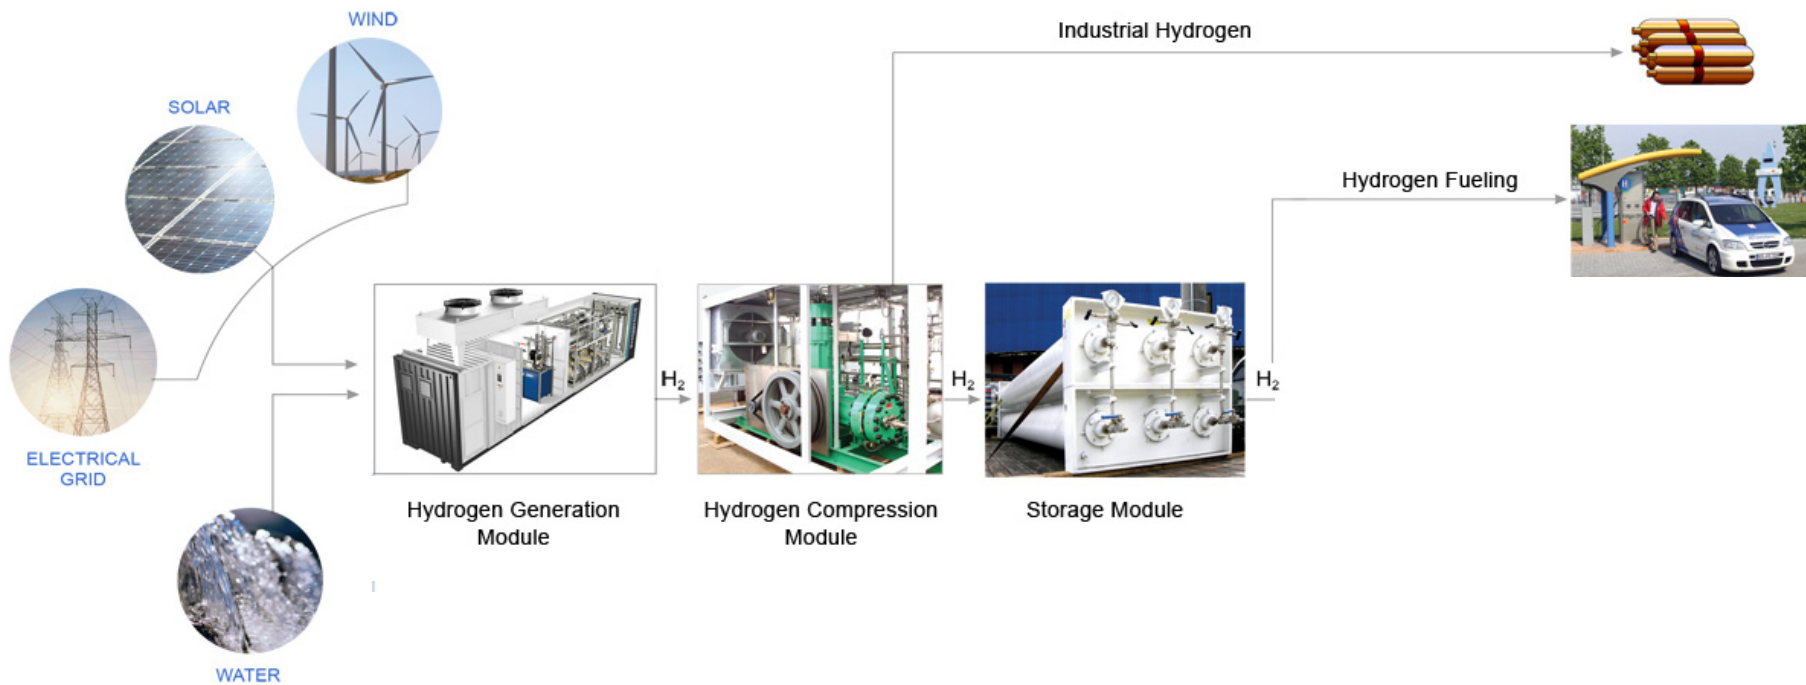 WIND
Industrial Hydrogen
SOLAR
Hydrogen Fueling
H₂
H₂
H₂
ELECTRICAL
GRID
Hydrogen Generation
Module
Hydrogen Compression
Module
Storage Module
WATER